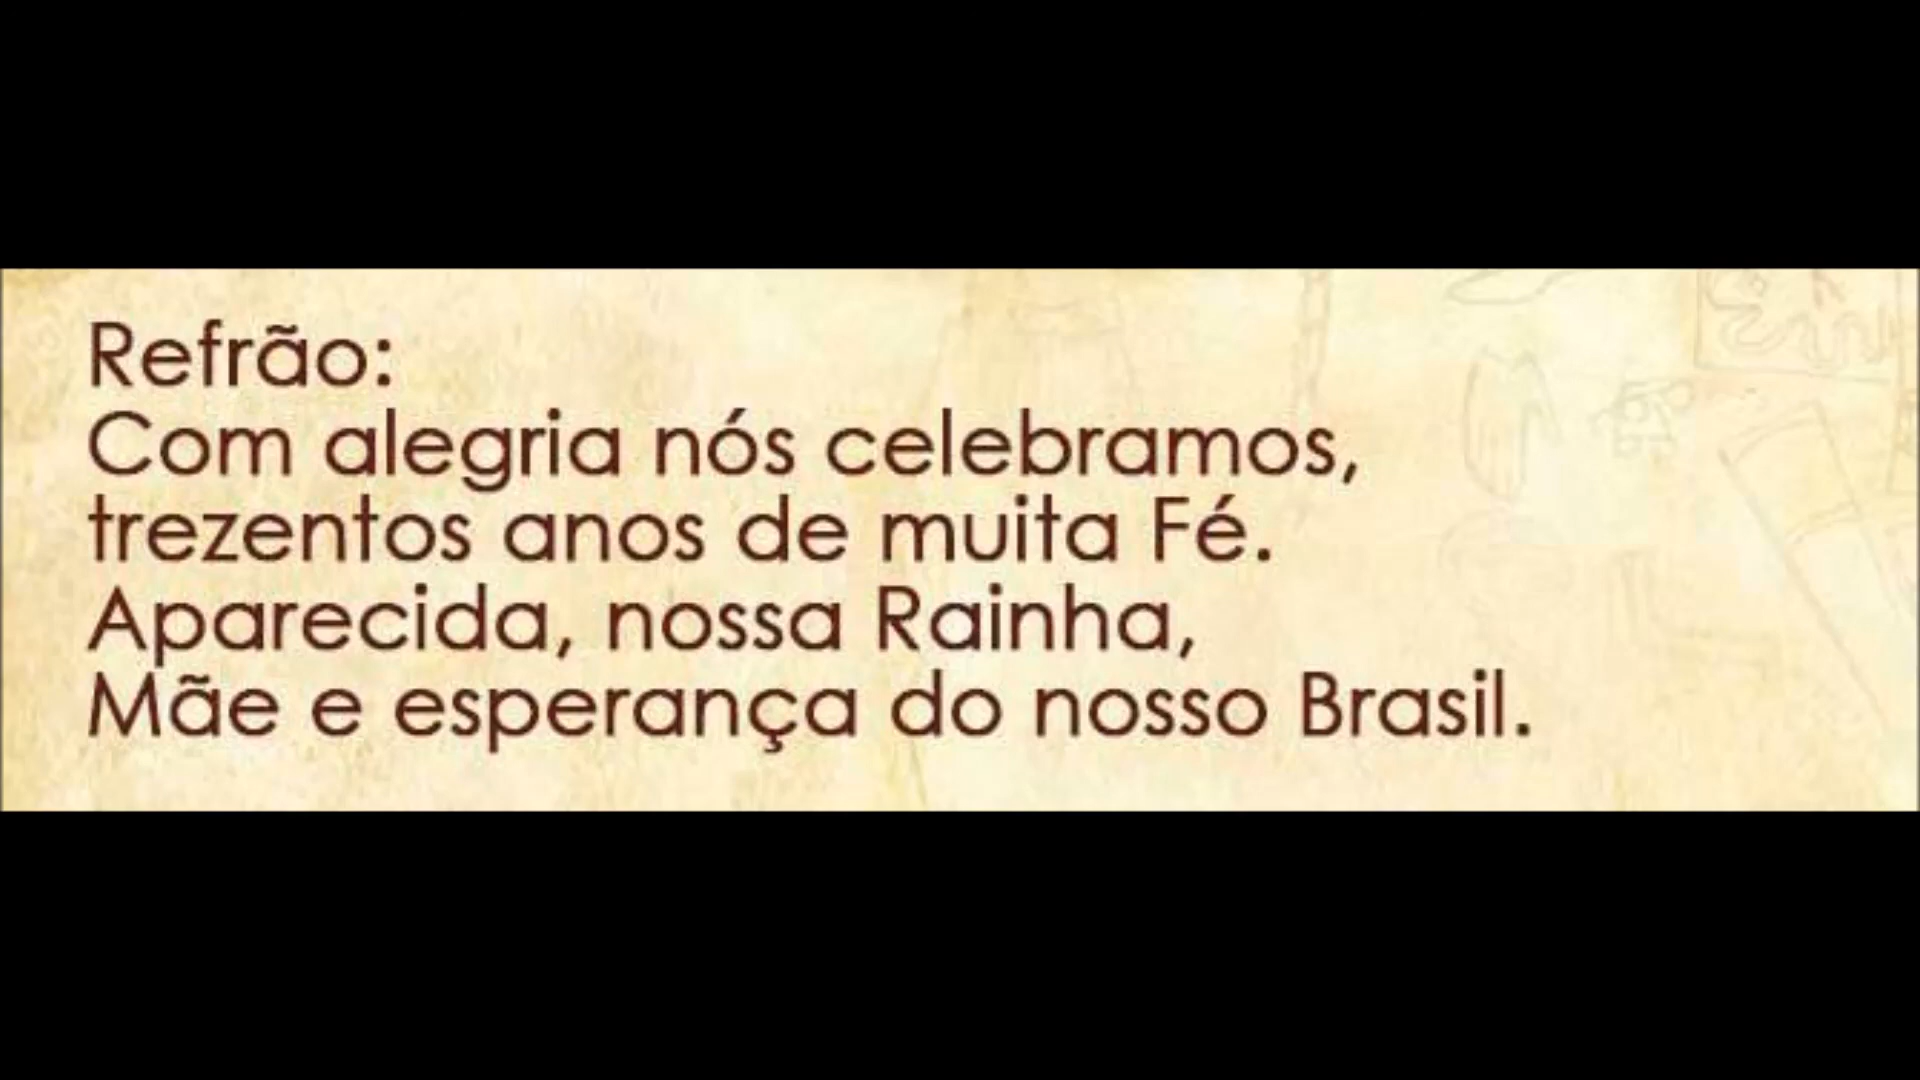 Refrão:
Com alegria nós celebramos,
trezentos anos de muita Fé.
Aparecida, nossa Rainha,
Mãe e esperança do nosso Brasil.